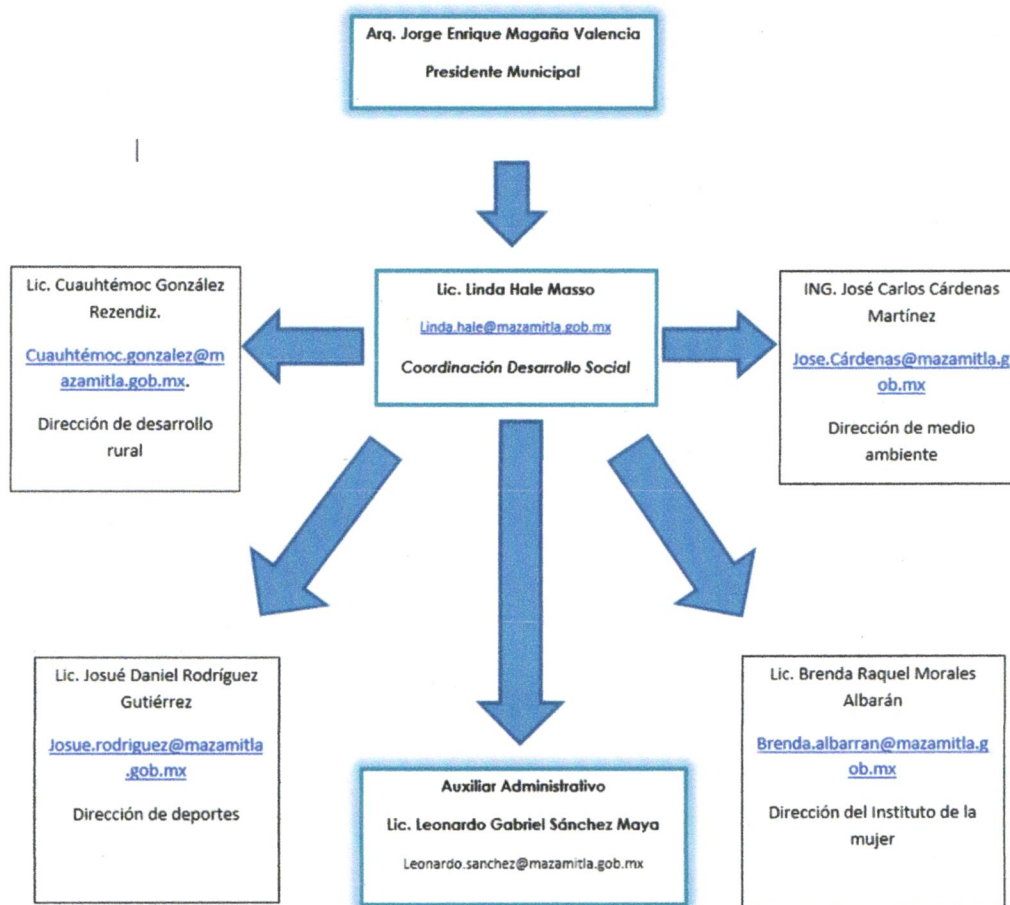 Arq. Jorge Enrique Magaña Valencia
Presidente Municipal
Lic. Cuauhtémoc González
Rezendiz.
Cuauhtémoc.gonzalez@m
azamitla.gob.mx.
Dirección de desarrollo
rural
Lic. Linda Hale Masso
Linda.hale@mazamitla.gob.mx
Coordinación Desarrollo Social
ING. José Carlos Cárdenas
Martínez
Jose.Cárdenas@mazamitla.g
ob.mx
Dirección de medio
ambiente
Lic. Josué Daniel Rodríguez
Gutiérrez
Josue.rodriguez@mazamitla
.gob.mx
Dirección de deportes
Auxiliar Administrativo
Lic. Leonardo Gabriel Sánchez Maya
Leonardo.sanchez@mazamitla.gob.mx
Lic. Brenda Raquel Morales
Albarán
Brenda.albarran@mazamitla.g
ob.mx
Dirección del Instituto de la
mujer